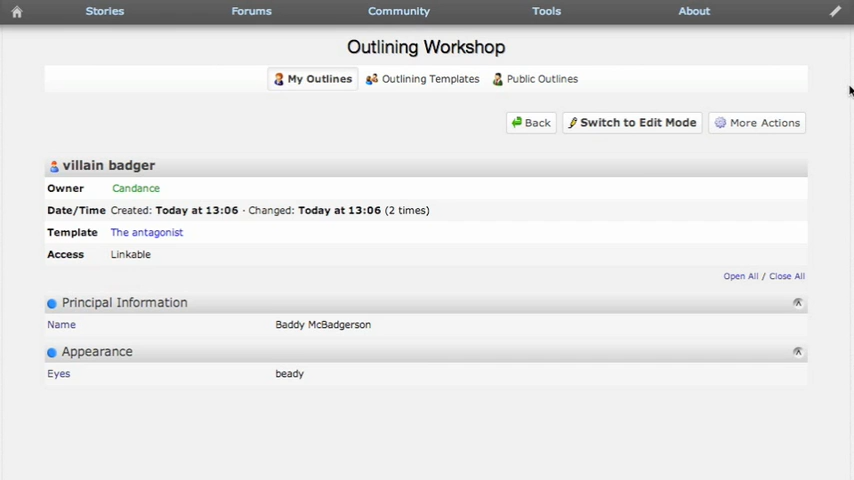 Stories Forums Community Tools About
Outlining Workshop
My Outlines Outlining Templates Public Outlines
Back Switch to Edit Mode More Actions
villain badger
Owner Candance
Date/Time Created: Today at 13:06 · Changed: Today at 13:06 (2 times)
Template The antagonist
Access Linkable
Open All / Close All
Principal Information
Name Baddy McBadgerson
Appearance
Eyes beady